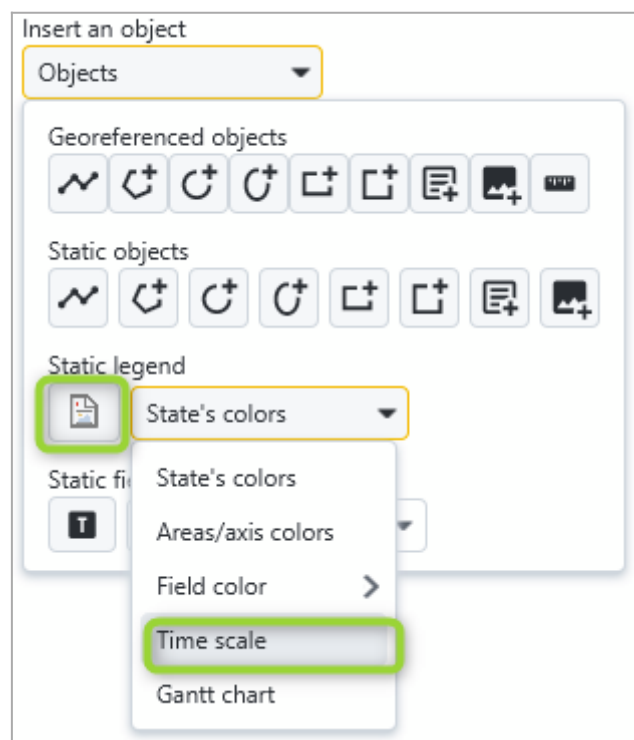 Insert an object
Objects
Georeferenced objects
Static objects
Static legend
State's colors
Static fi
State's colors
Areas/axis colors
T
Field color
Time scale
Gantt chart